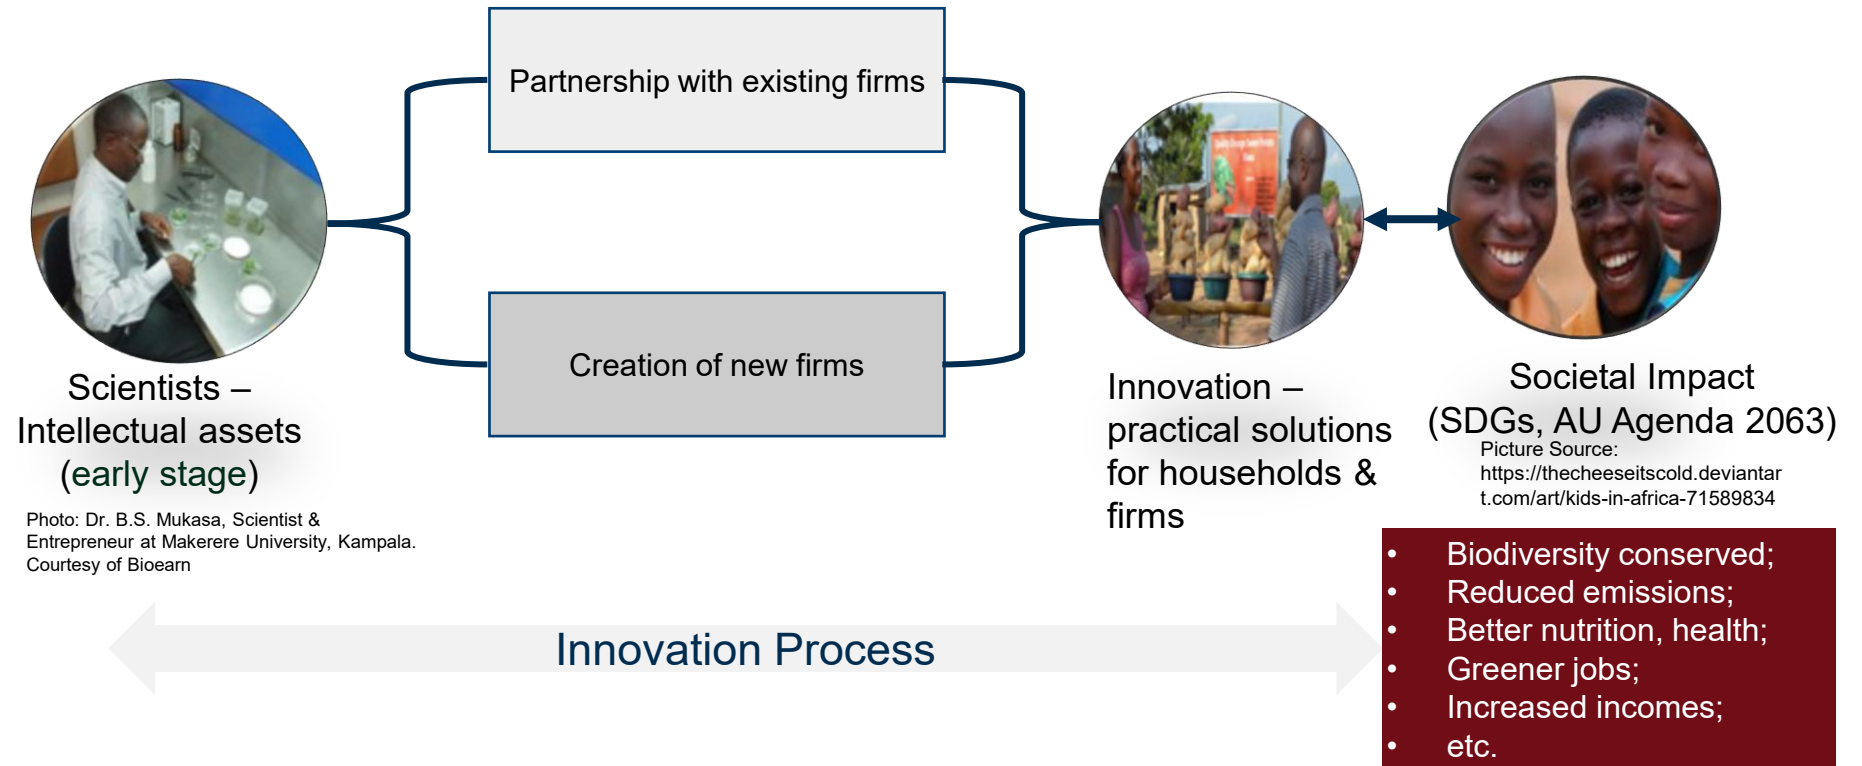 Partnership with existing firms
Creation of new firms
Scientists –
Intellectual assets
(early stage)
Photo: Dr. B.S. Mukasa, Scientist &
Entrepreneur at Makerere University, Kampala.
Courtesy of Bioearn
Innovation –
practical solutions
for households &
firms
Societal Impact
(SDGs, AU Agenda 2063)
Picture Source:
https://thecheeseitscold.deviantar
t.com/art/kids-in-africa-71589834
Innovation Process
• Biodiversity conserved;
• Reduced emissions;
• Better nutrition, health;
• Greener jobs;
• Increased incomes;
• etc.